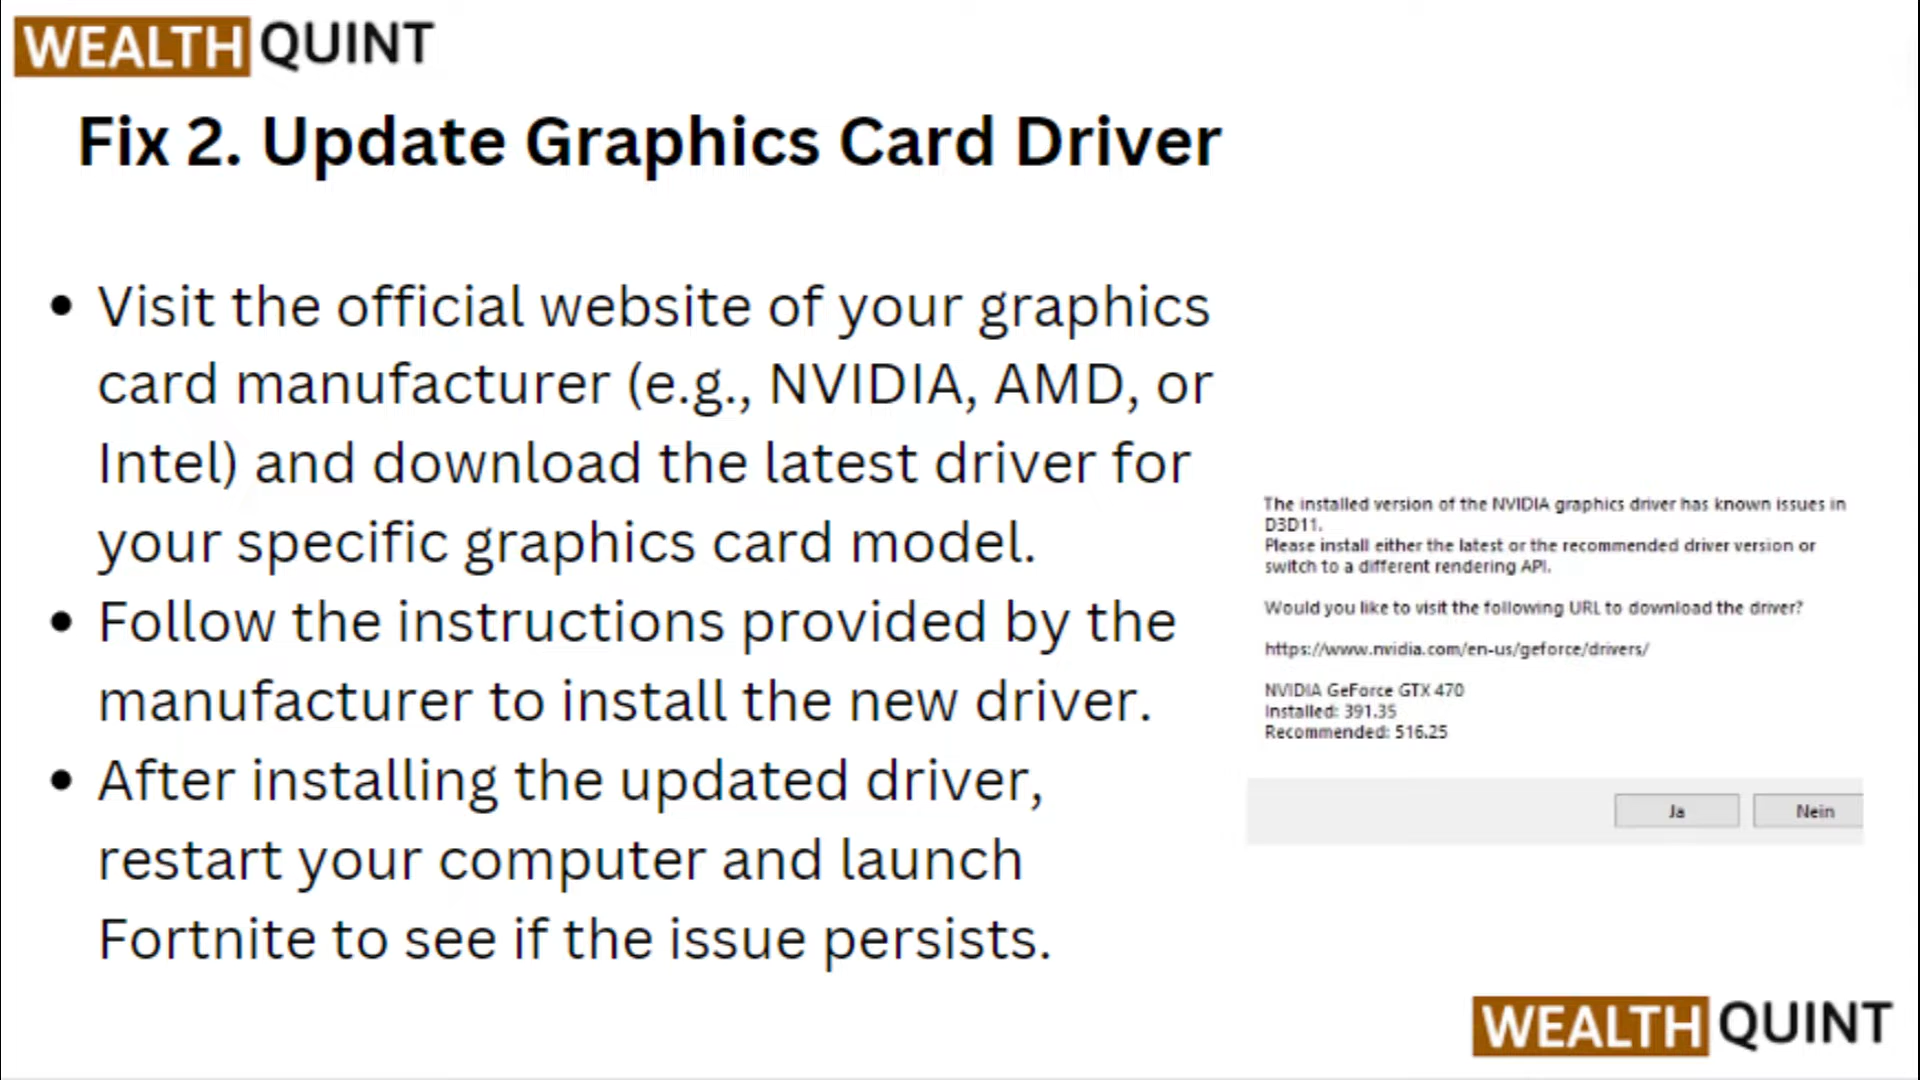 WEALTH QUINT
Fix 2. Update Graphics Card Driver
• Visit the official website of your graphics
card manufacturer (e.g., NVIDIA, AMD, or
Intel) and download the latest driver for
your specific graphics card model.
• Follow the instructions provided by the
manufacturer to install the new driver.
• After installing the updated driver,
restart your computer and launch
Fortnite to see if the issue persists.
The installed version of the NVIDIA graphics driver has known issues in
D3D11.
Please install either the latest or the recommended driver version or
switch to a different rendering API.
Would you like to visit the following URL to download the driver?
https://www.nvidia.com/en-us/geforce/drivers/
NVIDIA GeForce GTX 470
Installed: 391.35
Recommended: 516.25
Ja Nein
WEALTH QUINT